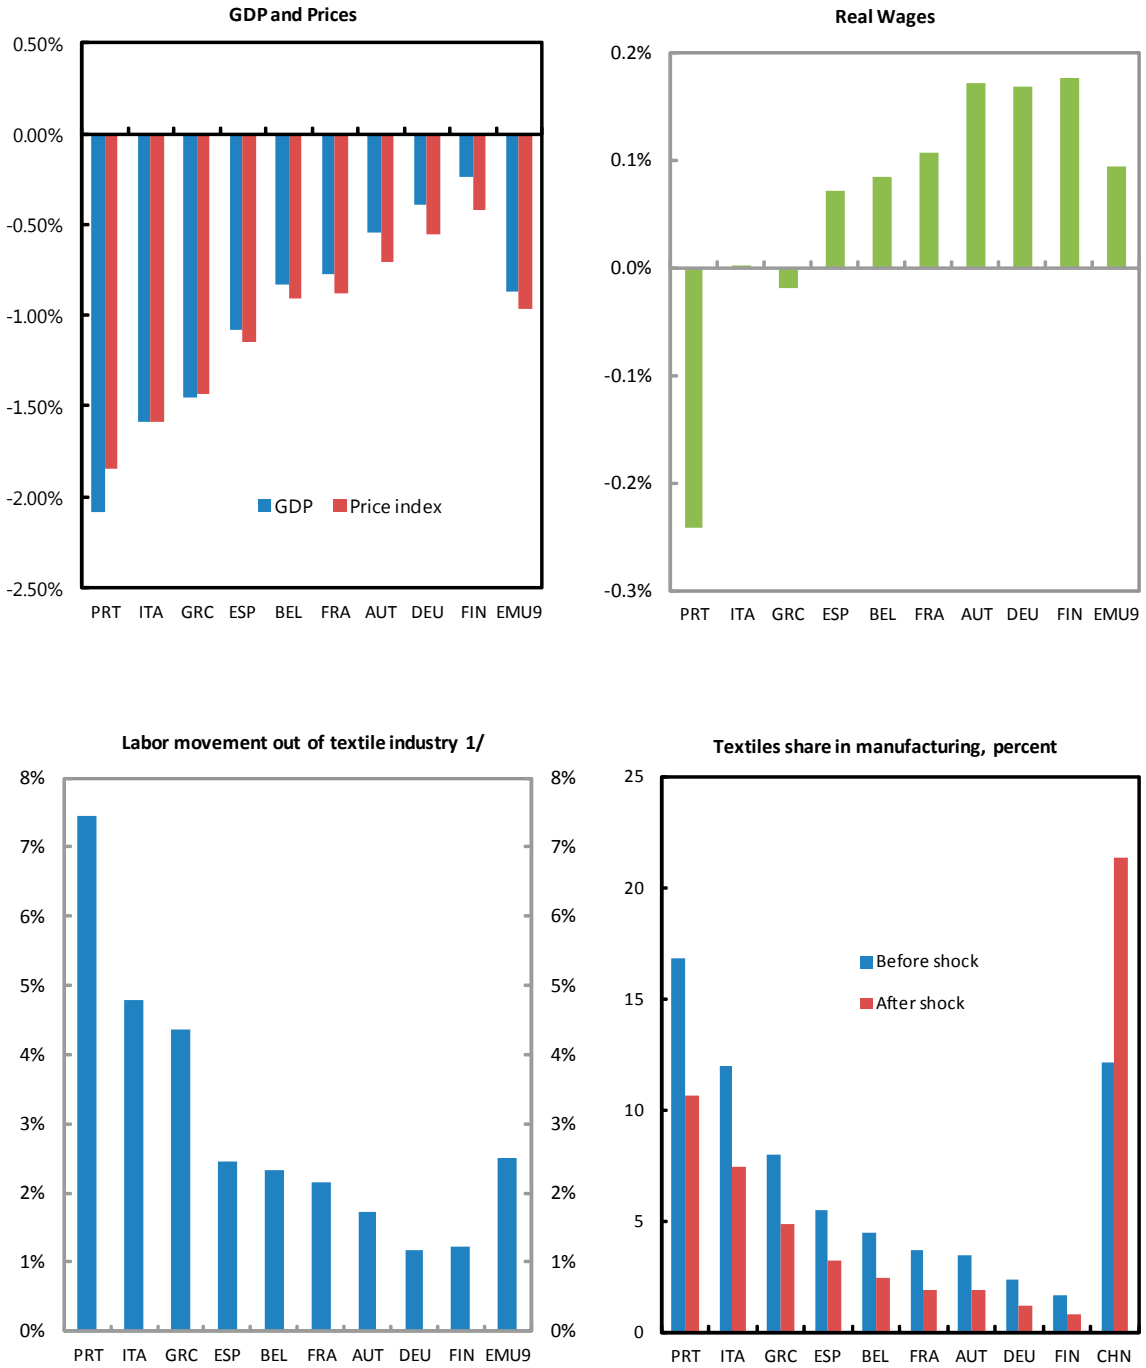 GDP and Prices
0.50%
0.00%
-0.50%
-1.00%
-1.50%
-2.00%
-2.50%
GDP Price index
PRT ITA GRC ESP BEL FRA AUT DEU FIN EMU9
Real Wages
0.2%
0.1%
0.0%
-0.1%
-0.2%
-0.3%
PRT ITA GRC ESP BEL FRA AUT DEU FIN EMU9
Labor movement out of textile industry 1/
8% 8%
7% 7%
6% 6%
5% 5%
4% 4%
3% 3%
2% 2%
1% 1%
0% 0%
PRT ITA GRC ESP BEL FRA AUT DEU FIN EMU9
Textiles share in manufacturing, percent
25
20
15
10
5
0
Before shock
After shock
PRT ITA GRC ESP BEL FRA AUT DEU FIN CHN